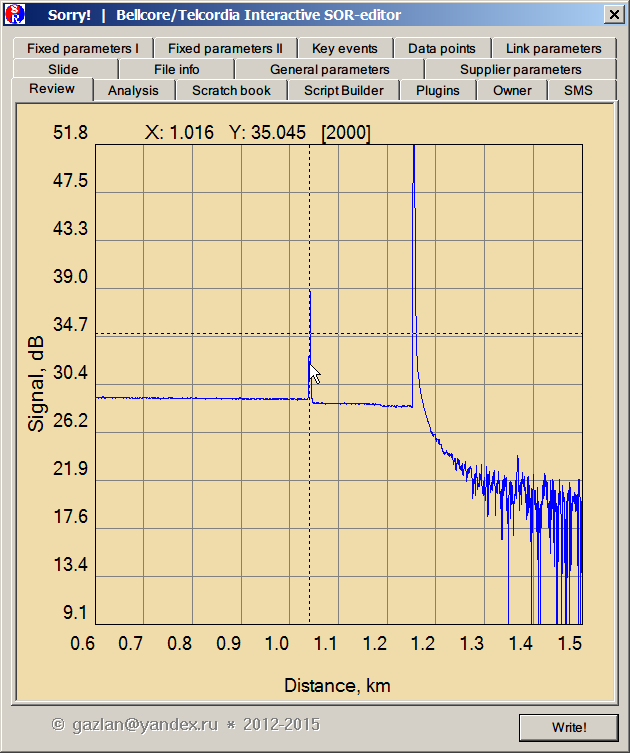 Sorry! | Bellcore/Telcordia Interactive SOR-editor
Fixed parameters I Fixed parameters II Key events Data points Link parameters
Slide File info General parameters Supplier parameters
Review Analysis Scratch book Script Builder Plugins Owner SMS
X: 1.016 Y: 35.045 [2000]
51.8
47.5
43.3
39.0
34.7
30.4
26.2
21.9
17.6
13.4
9.1
Signal, dB
0.6 0.7 0.8 0.9 1.0 1.1 1.2 1.2 1.3 1.4 1.5
Distance, km
© gazlan@yandex.ru * 2012-2015
Write!